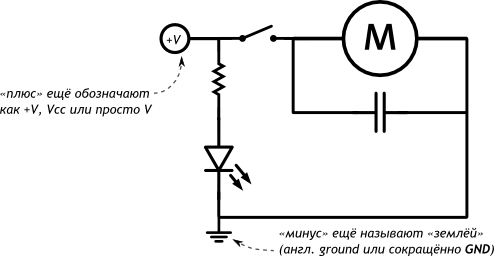 +V
M
«плюс» ещё обозначают
как +V, Vcc или просто V
«минус» ещё называют «землёй»
(англ. ground или сокращённо GND)